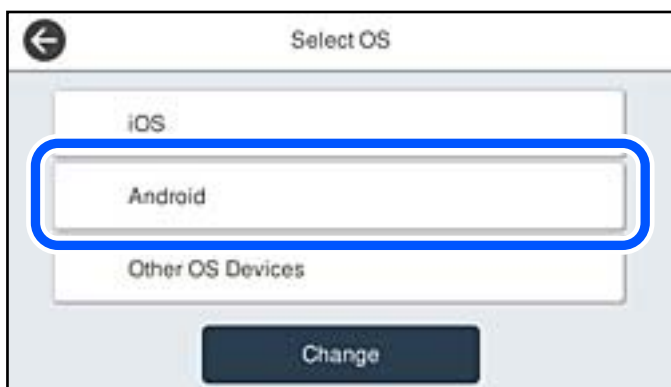 Select OS
iOS
Android
Other OS Devices
Change